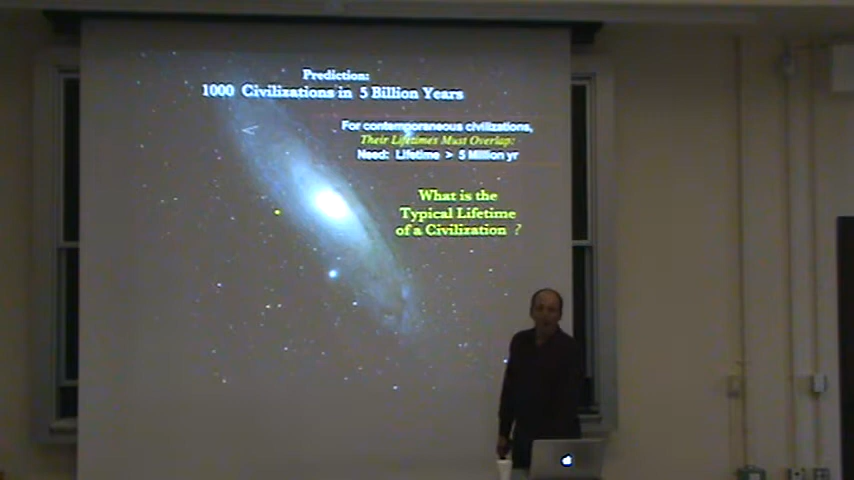 Prediction:
1000 Civilizations in 5 Billion Years
For contemporaneous civilizations,
Their Lifetimes Must Overlap:
Need: Lifetime > 5 Million yr
What is the
Typical Lifetime
of a Civilization ?